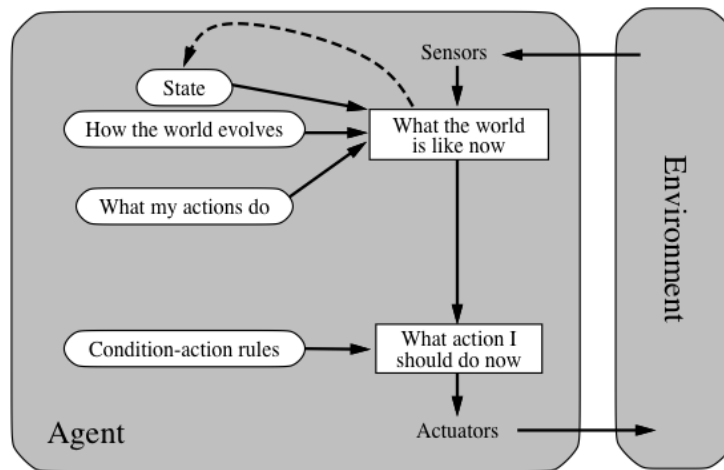 Sensors
State
How the world evolves
What the world
is like now
What my actions do
Condition-action rules
What action I
should do now
Agent
Actuators
Environment